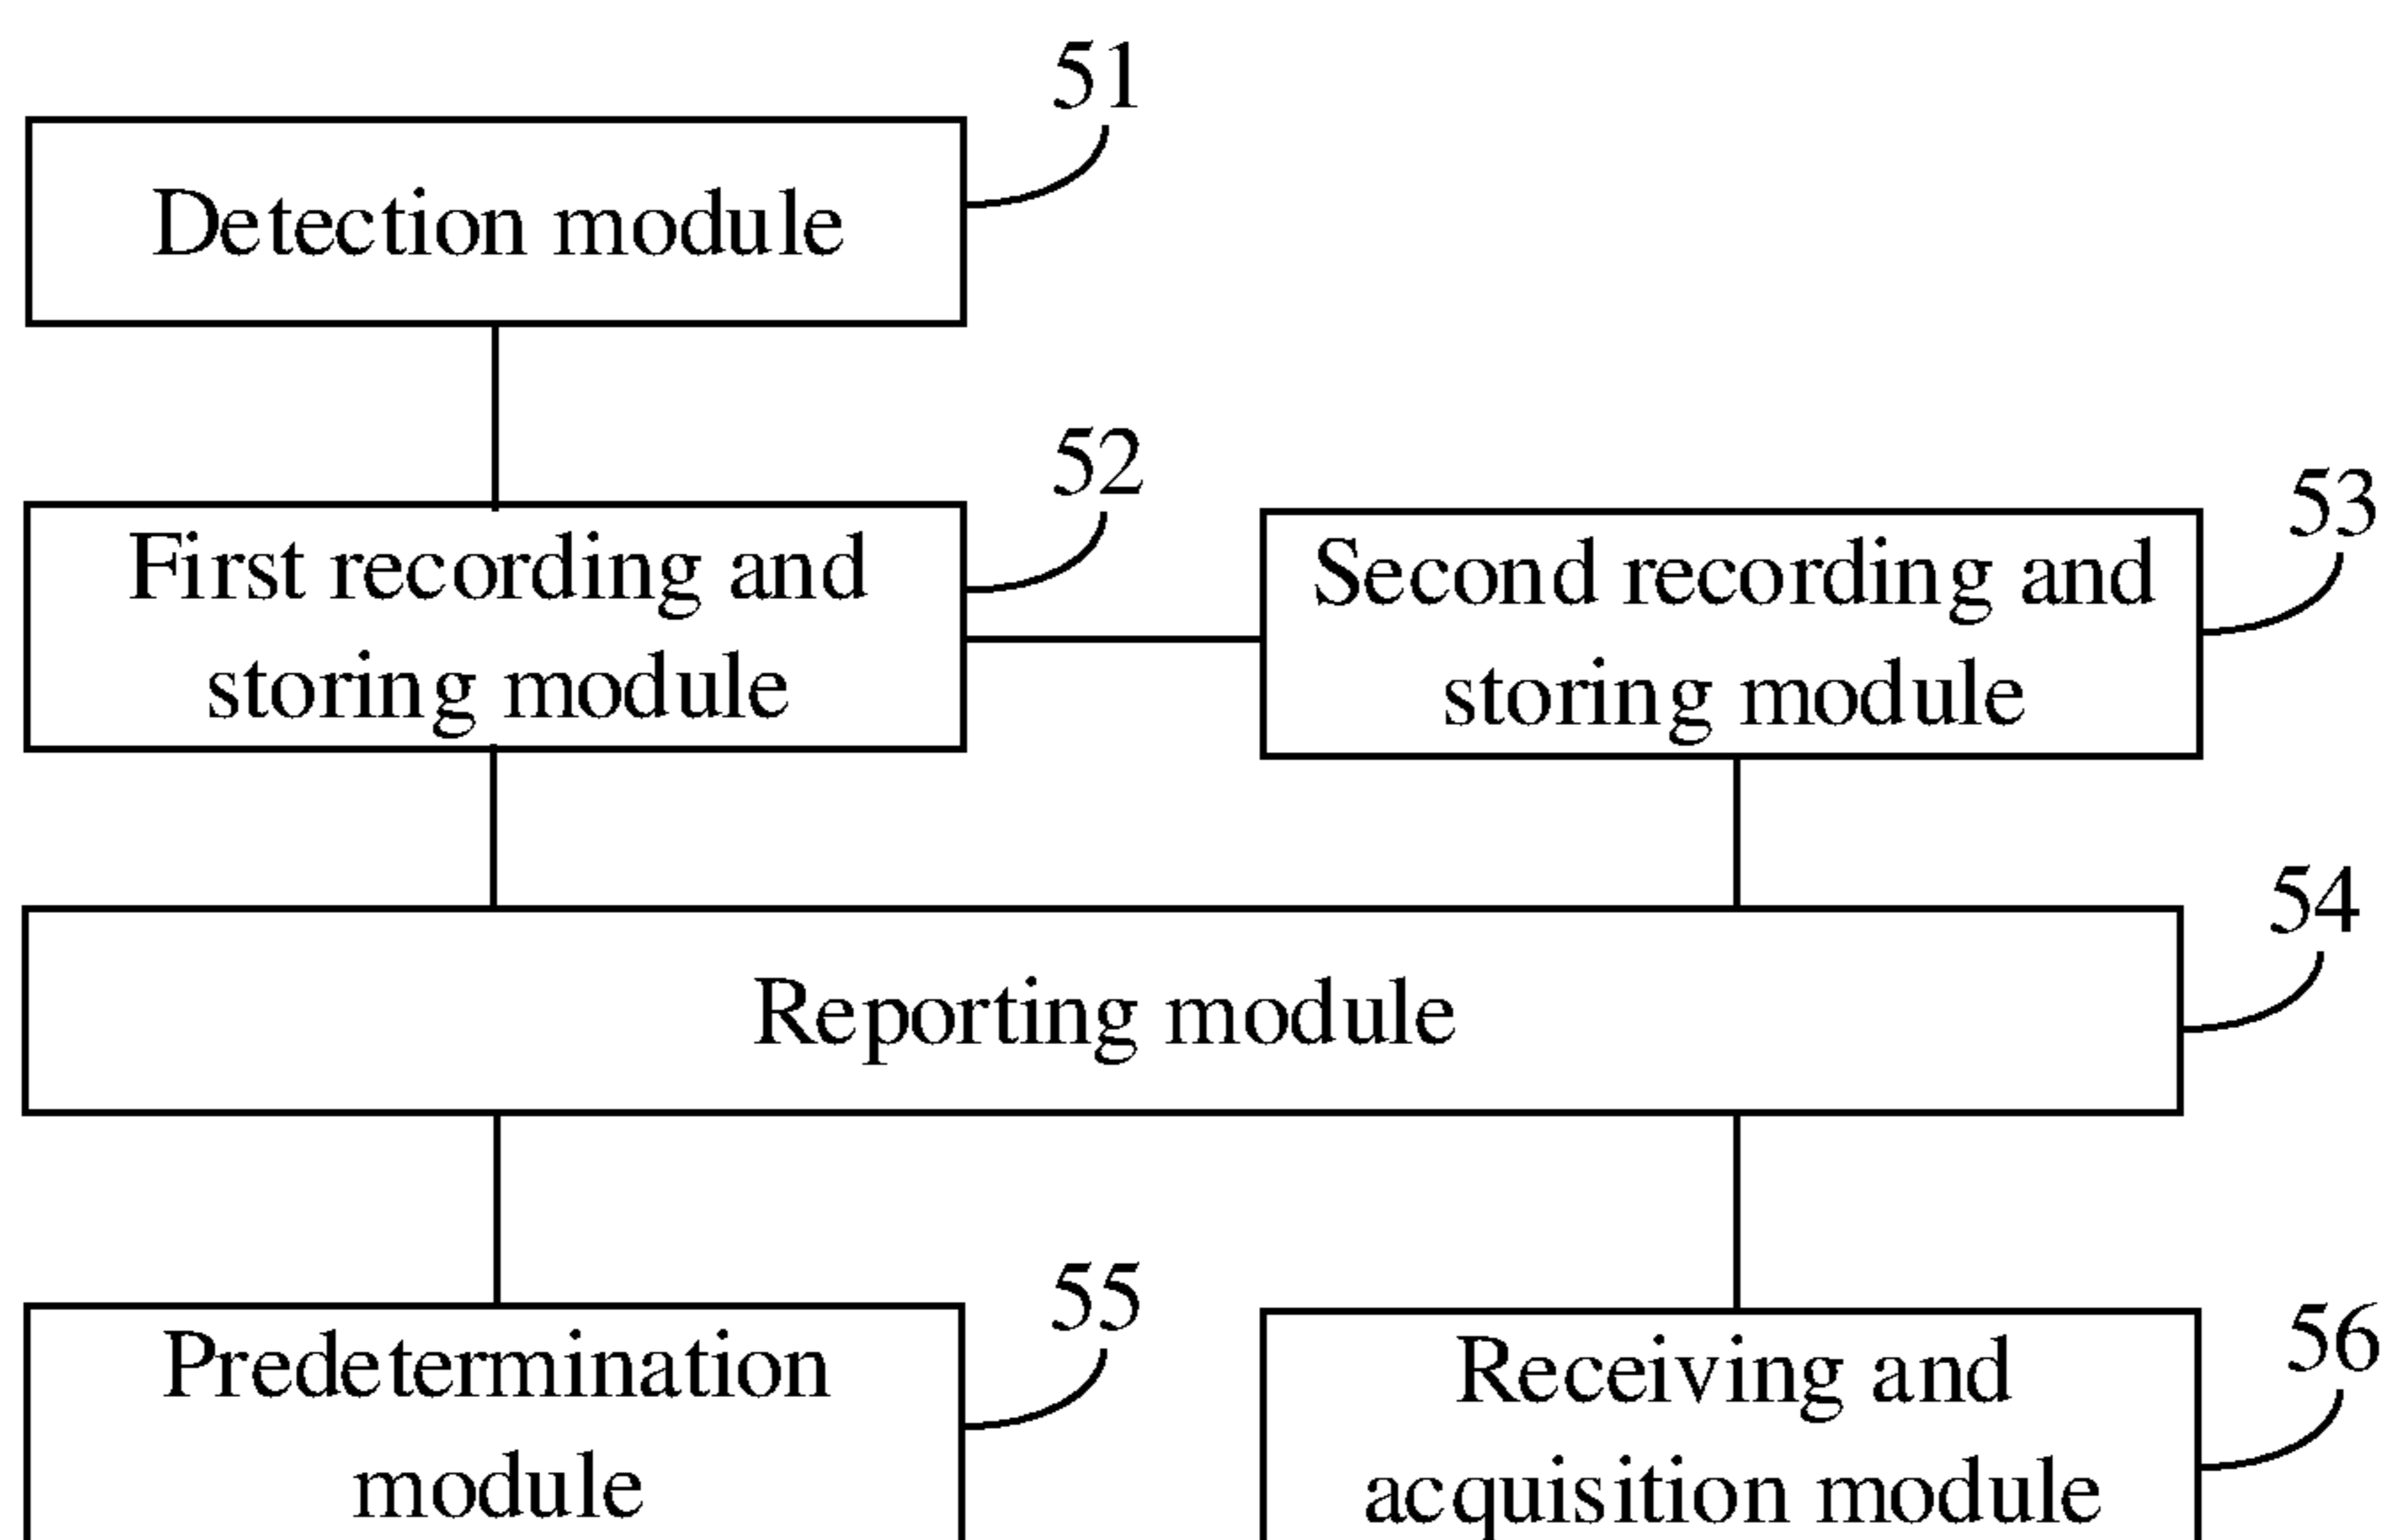 51
Detection module
52
First recording and
storing module
53
Second recording and
storing module
54
Reporting module
55
Predetermination
module
56
Receiving and
acquisition module